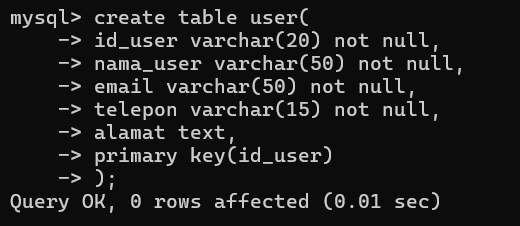 mysql> create table user(
    -> id_user varchar(20) not null,
    -> nama_user varchar(50) not null,
    -> email varchar(50) not null,
    -> telepon varchar(15) not null,
    -> alamat text,
    -> primary key(id_user)
    -> );
Query OK, 0 rows affected (0.01 sec)